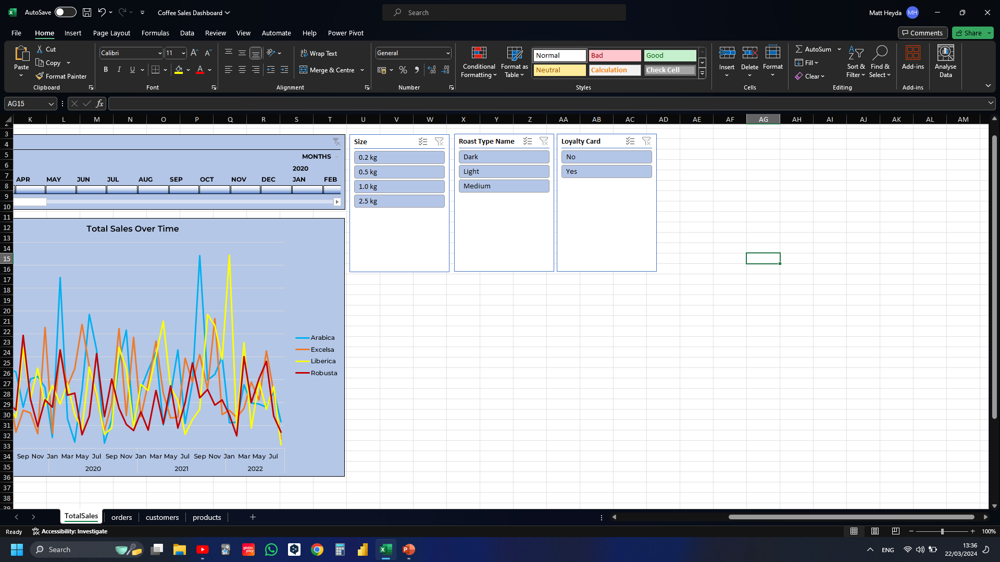 AutoSave
Coffee Sales Dashboard
Search
Matt Heyda
MH
File Home Insert Page Layout Formulas Data Review View Automate Help Power Pivot
Comments
Share
Paste
Cut
Copy
Format Painter
Clipboard
Calibri
11
B I U
Font
Wrap Text
Merge & Centre
Alignment
General
Number
Conditional Formatting
Format as Table
Normal Bad Good
Neutral Calculation Check Cell
Styles
Insert Delete Format
Cells
AutoSum
Fill
Clear
Sort & Filter
Find & Select
Editing
Add-ins
Add-ins
Analyse Data
AG15
fx
K L M N O P Q R S T U V W X Y Z AA AB AC AD AE AF AG AH AI AJ AK AL AM
2
3
4
5
6
7
8
9
10
11
12
13
14
15
16
17
18
19
20
21
22
23
24
25
26
27
28
29
30
31
32
33
34
35
36
37
38
39
MONTHS
2020
APR MAY JUN JUL AUG SEP OCT NOV DEC JAN FEB
Size
0.2 kg
0.5 kg
1.0 kg
2.5 kg
Roast Type Name
Dark
Light
Medium
Loyalty Card
No
Yes
Total Sales Over Time
Arabica
Excelsa
Liberica
Robusta
Sep Nov Jan Mar May Jul Sep Nov Jan Mar May Jul Sep Nov Jan Mar May Jul
2020 2021 2022
TotalSales orders customers products
Ready
Accessibility: Investigate
100%
Search
globo play
ENG
13:36
22/03/2024